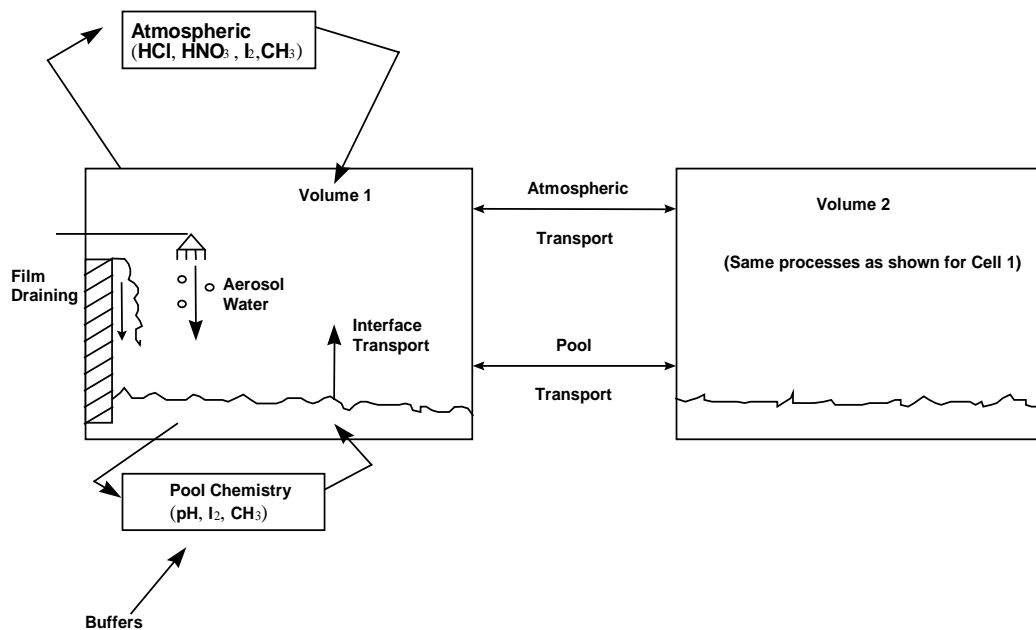 Atmospheric
(HCl, HNO₃ , I₂,CH₃)
Volume 1
Film
Draining
Aerosol
Water
Interface
Transport
Atmospheric
Transport
Pool
Transport
Volume 2
(Same processes as shown for Cell 1)
Pool Chemistry
(pH, I₂, CH₃)
Buffers